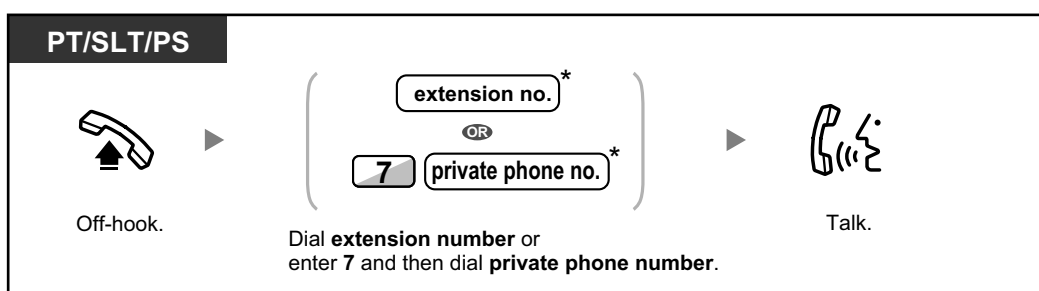 PT/SLT/PS
extension no.*
OR
7 private phone no.*
Off-hook.
Talk.
Dial extension number or
enter 7 and then dial private phone number.